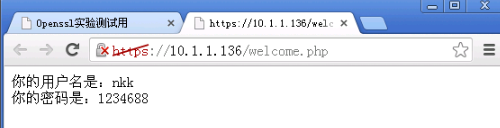 Openssl实验测试用
https://10.1.1.136/welc
https://10.1.1.136/welcome.php
你的用户名是：nkk
你的密码是：1234688